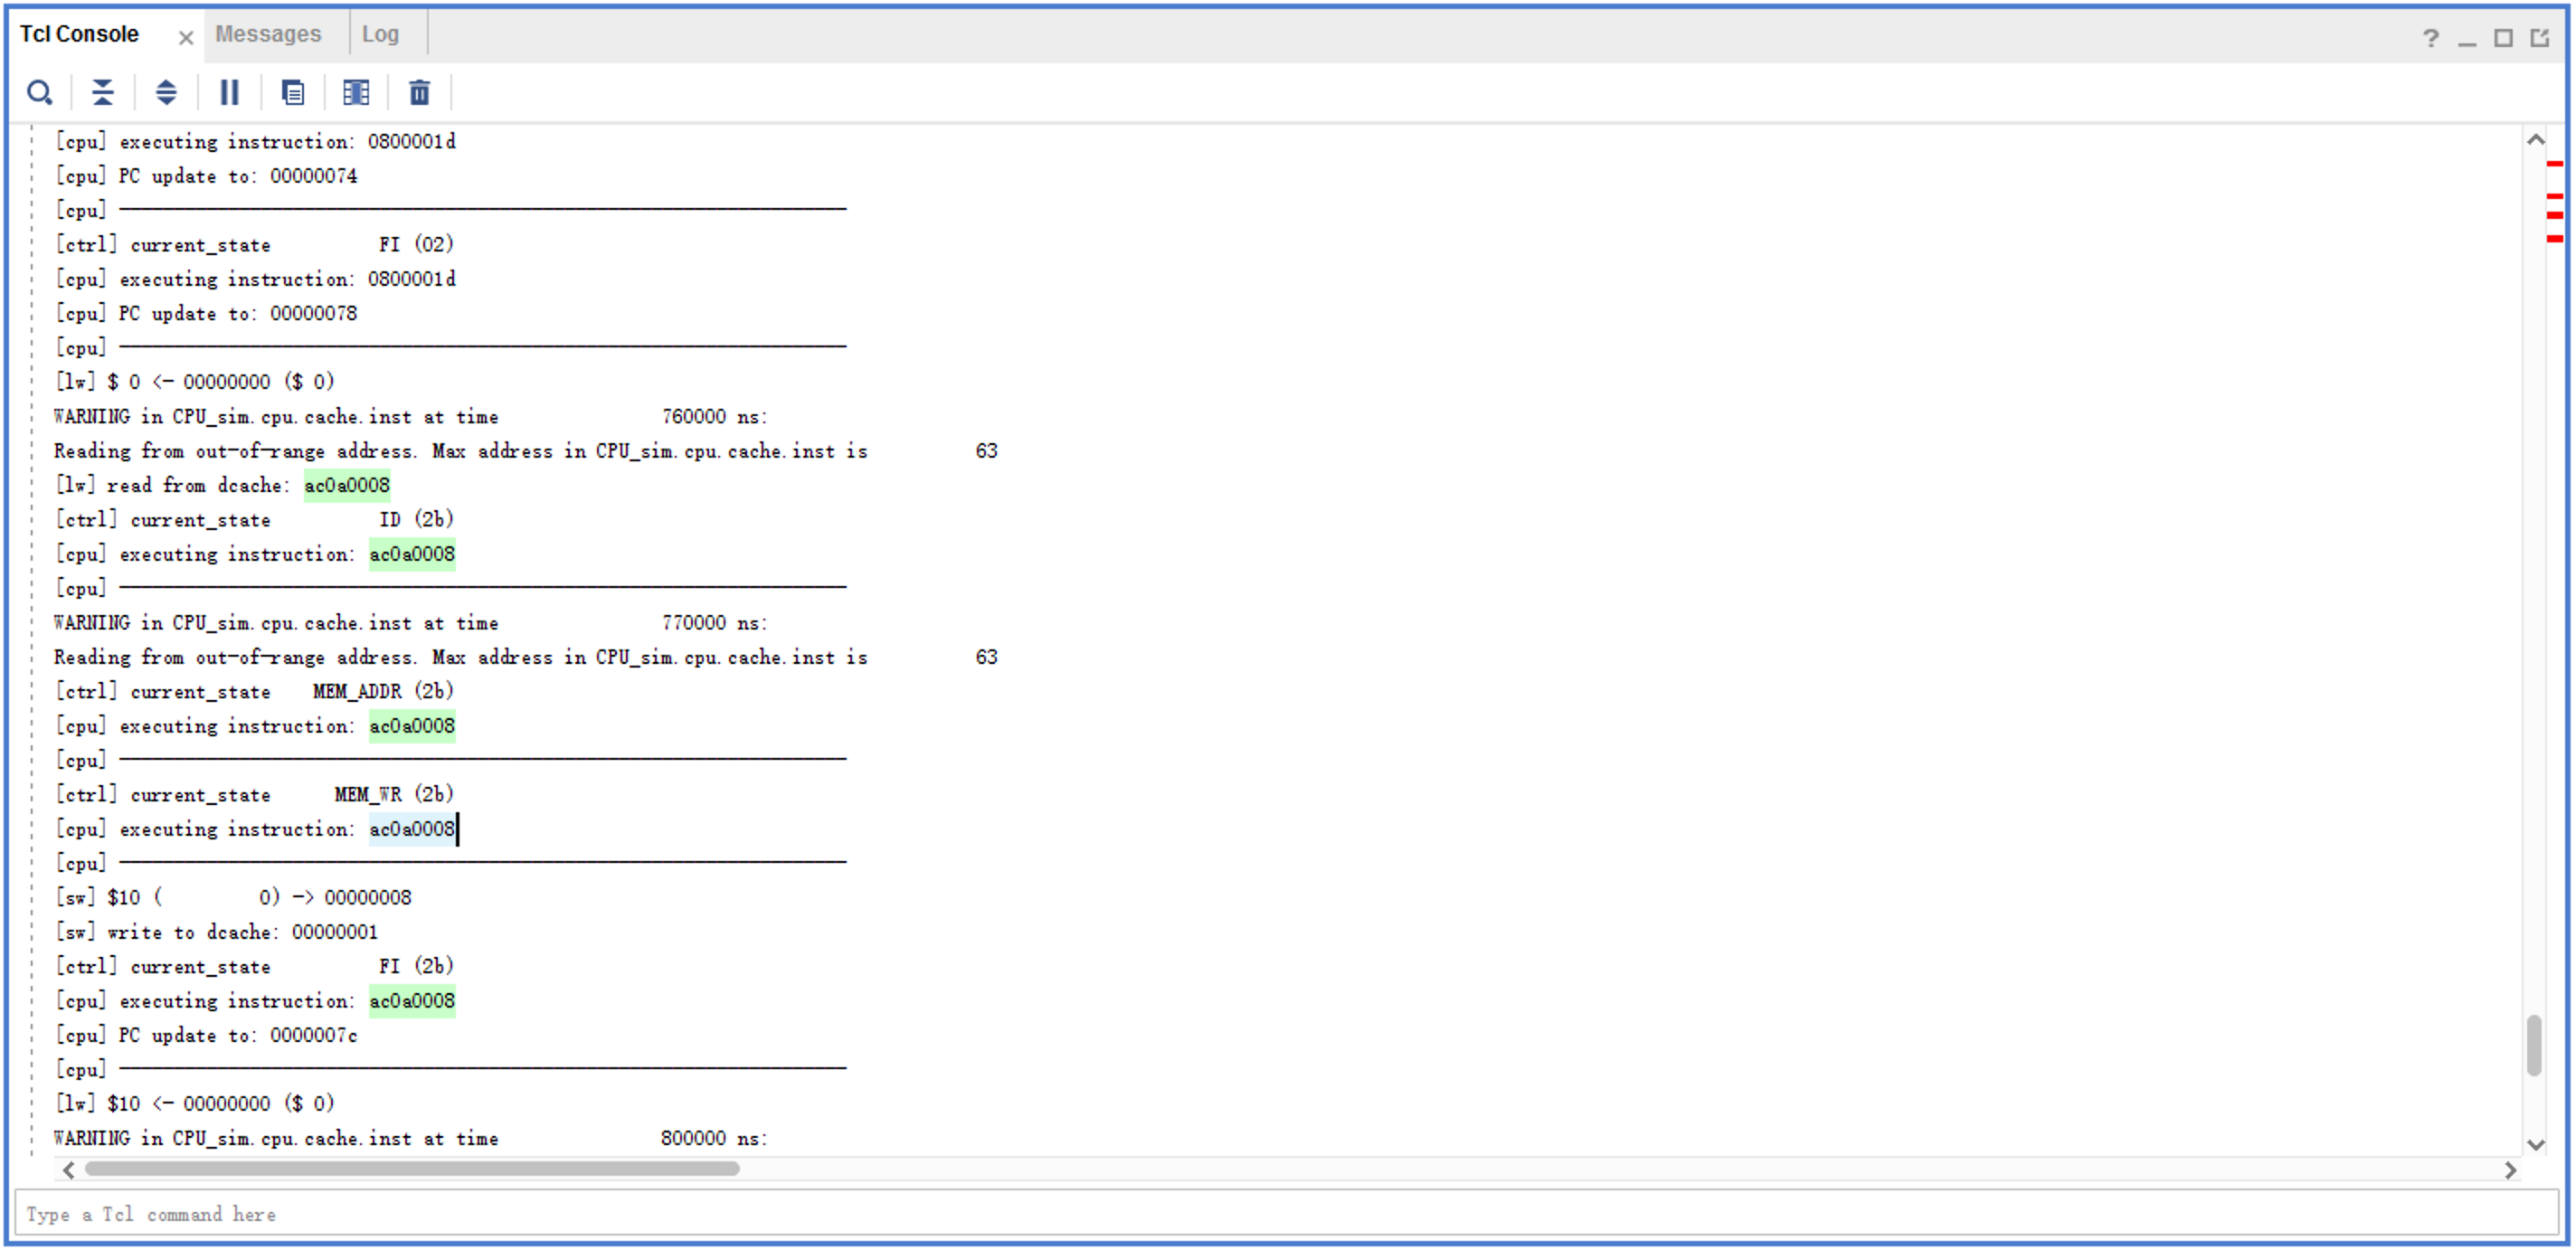 Tcl Console
Messages
Log
[cpu] executing instruction: 0800001d
[cpu] PC update to: 00000074
[cpu] ————————————————————
[ctrl] current_state FI (02)
[cpu] executing instruction: 0800001d
[cpu] PC update to: 00000078
[cpu] ————————————————————
[lw] $ 0 <- 00000000 ($ 0)
WARNING in CPU_sim.cpu.cache.inst at time 760000 ns:
Reading from out-of-range address. Max address in CPU_sim.cpu.cache.inst is 63
[lw] read from dcache: ac0a0008
[ctrl] current_state ID (2b)
[cpu] executing instruction: ac0a0008
[cpu] ————————————————————
WARNING in CPU_sim.cpu.cache.inst at time 770000 ns:
Reading from out-of-range address. Max address in CPU_sim.cpu.cache.inst is 63
[ctrl] current_state MEM_ADDR (2b)
[cpu] executing instruction: ac0a0008
[cpu] ————————————————————
[ctrl] current_state MEM_WR (2b)
[cpu] executing instruction: ac0a0008
[cpu] ————————————————————
[sw] $10 ( 0) -> 00000008
[sw] write to dcache: 00000001
[ctrl] current_state FI (2b)
[cpu] executing instruction: ac0a0008
[cpu] PC update to: 0000007c
[cpu] ————————————————————
[lw] $10 <- 00000000 ($ 0)
WARNING in CPU_sim.cpu.cache.inst at time 800000 ns:
Type a Tcl command here